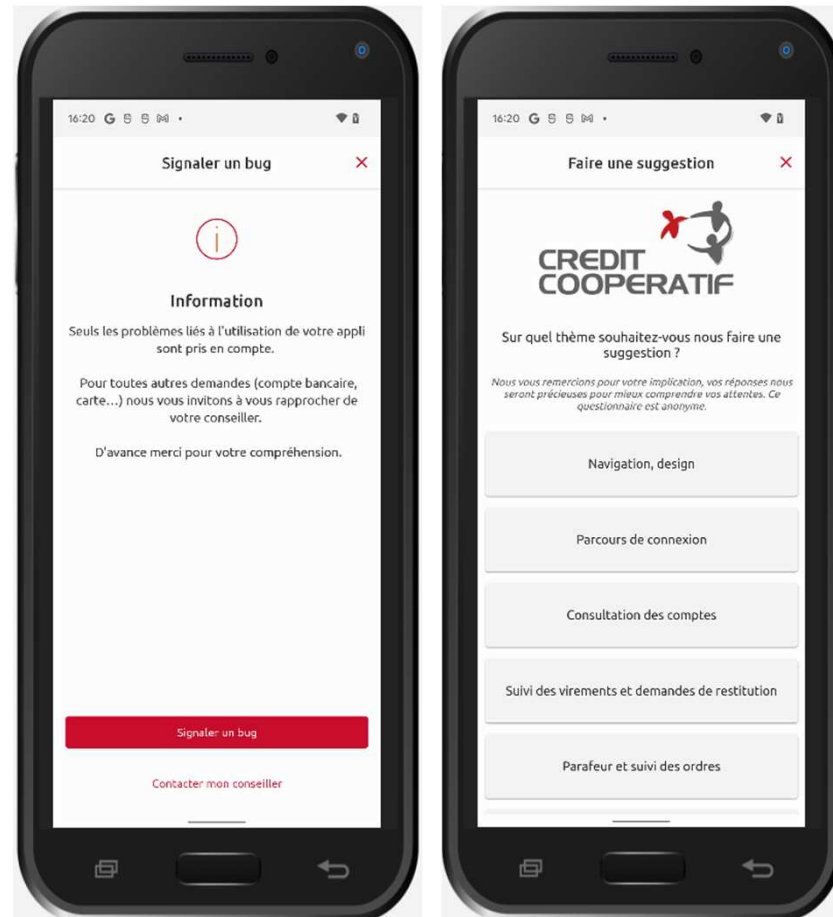 16:20
Signaler un bug
Information
Seuls les problèmes liés à l'utilisation de votre appli
sont pris en compte.
Pour toutes autres demandes (compte bancaire,
carte...) nous vous invitons à vous rapprocher de
votre conseiller.
D'avance merci pour votre compréhension.
Signaler un bug
Contacter mon conseiller
16:20
Faire une suggestion
CREDIT
COOPERATIF
Sur quel thème souhaitez-vous nous faire une
suggestion ?
Nous vous remercions pour votre implication, vos réponses nous
seront précieuses pour mieux comprendre vos attentes. Ce
questionnaire est anonyme.
Navigation, design
Parcours de connexion
Consultation des comptes
Suivi des virements et demandes de restitution
Parafeur et suivi des ordres